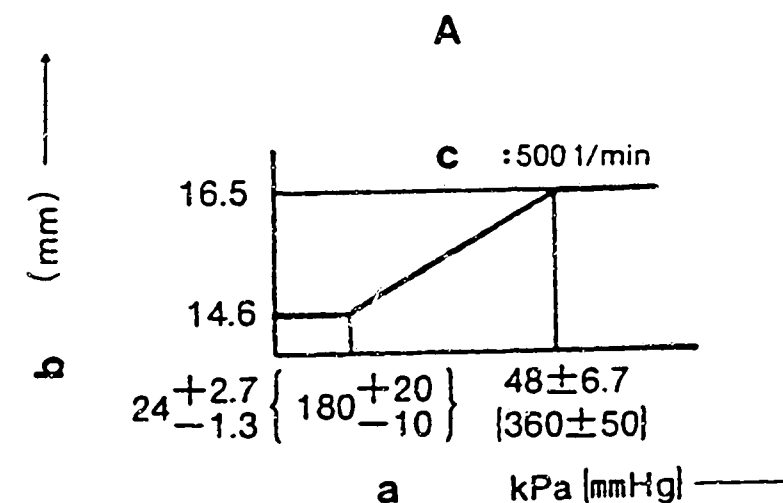 A
c :500 l/min
16.5
(mm)
14.6
b
24 +2.7 −1.3 { 180 +20 −10 } 48±6.7 {360±50}
a kPa {mmHg}